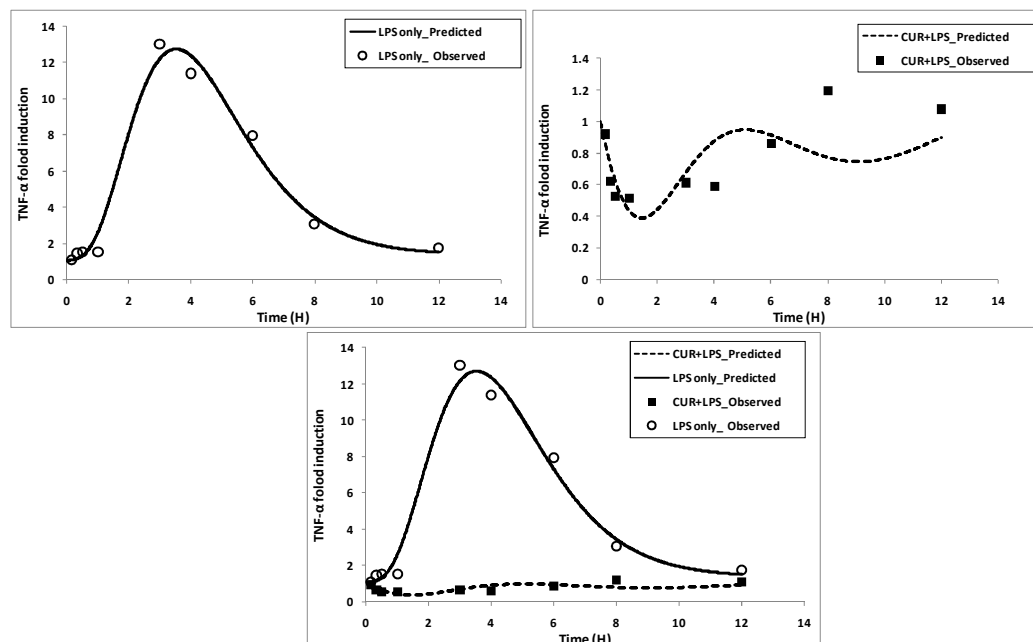 14
12
10
8
6
4
2
0
TNF-α folod induction
0 2 4 6 8 10 12 14
Time (H)
LPS only_Predicted
LPS only_ Observed
1.4
1.2
1
0.8
0.6
0.4
0.2
0
TNF-α folod induction
0 2 4 6 8 10 12 14
Time (H)
CUR+LPS_Predicted
CUR+LPS_Observed
14
12
10
8
6
4
2
0
TNF-α folod induction
0 2 4 6 8 10 12 14
Time (H)
CUR+LPS_Predicted
LPS only_Predicted
CUR+LPS_Observed
LPS only_ Observed